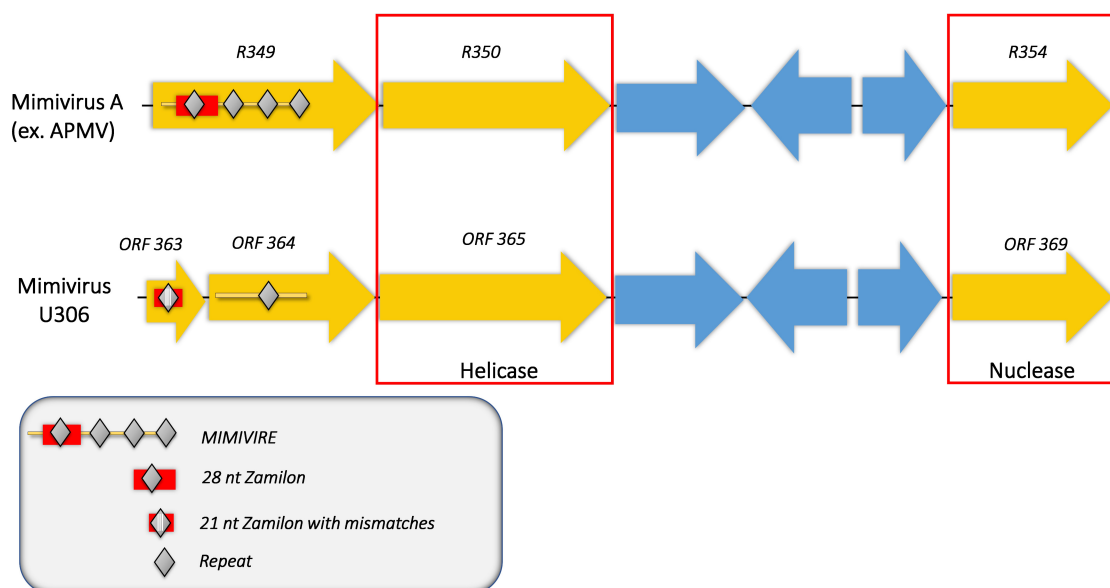 R349
R350
R354
Mimivirus A
(ex. APMV)
ORF 363
ORF 364
ORF 365
ORF 369
Mimivirus
U306
Helicase
Nuclease
MIMIVIRE
28 nt Zamilon
21 nt Zamilon with mismatches
Repeat